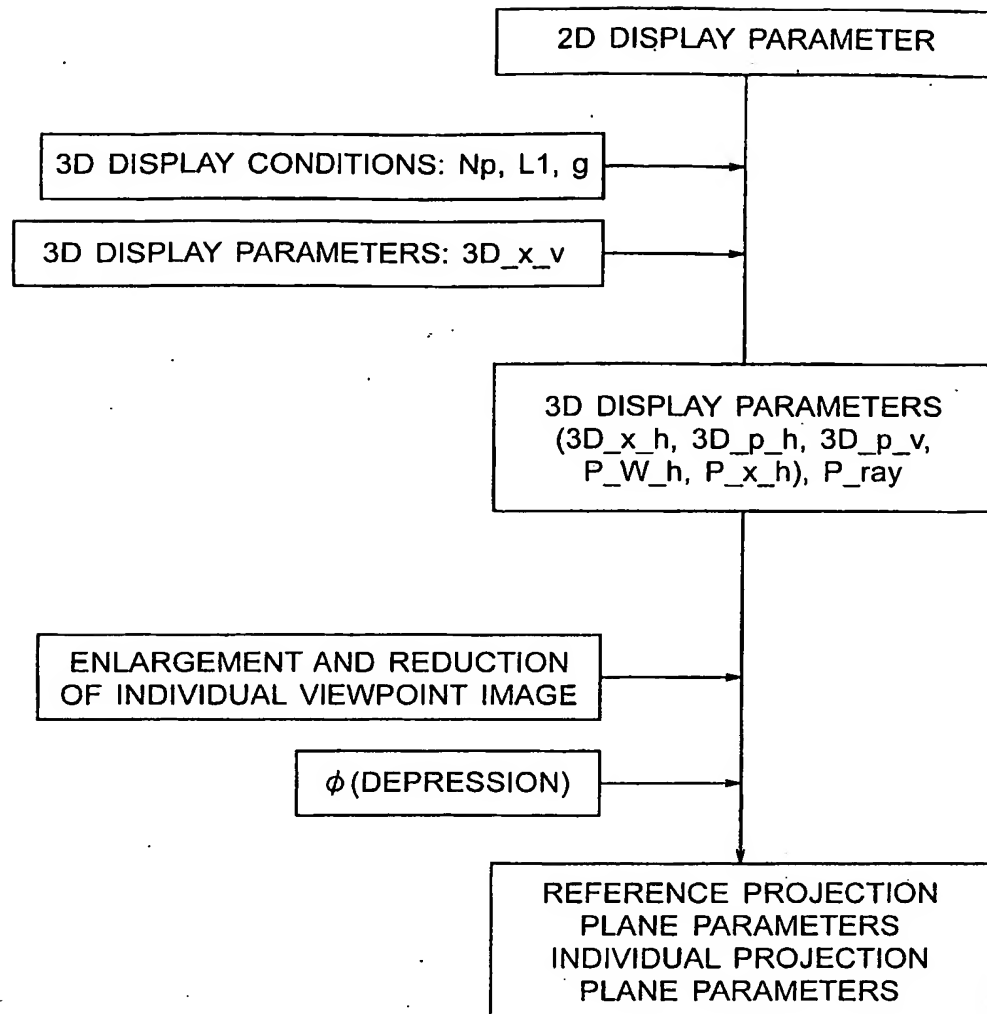 2D DISPLAY PARAMETER
3D DISPLAY CONDITIONS: Np, L1, g
3D DISPLAY PARAMETERS: 3D_x_v
3D DISPLAY PARAMETERS
(3D_x_h, 3D_p_h, 3D_p_v,
P_W_h, P_x_h), P_ray
ENLARGEMENT AND REDUCTION
OF INDIVIDUAL VIEWPOINT IMAGE
ϕ(DEPRESSION)
REFERENCE PROJECTION
PLANE PARAMETERS
INDIVIDUAL PROJECTION
PLANE PARAMETERS